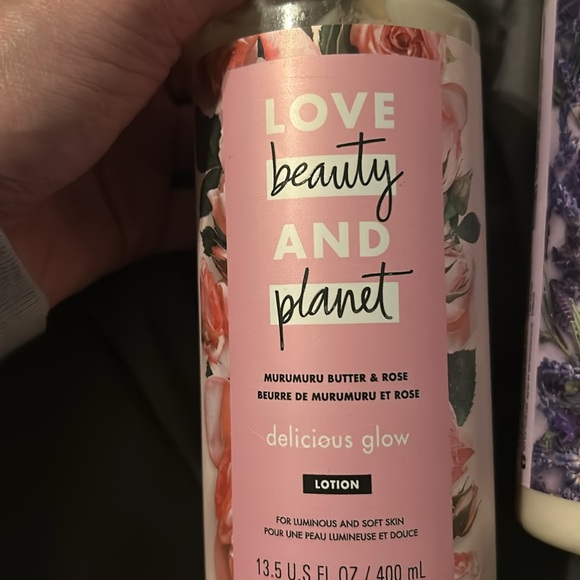 LOVE
beauty
AND
planet
MURUMURU BUTTER & ROSE
BEURRE DE MURUMURU ET ROSE
delicious glow
LOTION
FOR LUMINOUS AND SOFT SKIN
POUR UNE PEAU LUMINEUSE ET DOUCE
13.5 U.S FL OZ / 400 mL